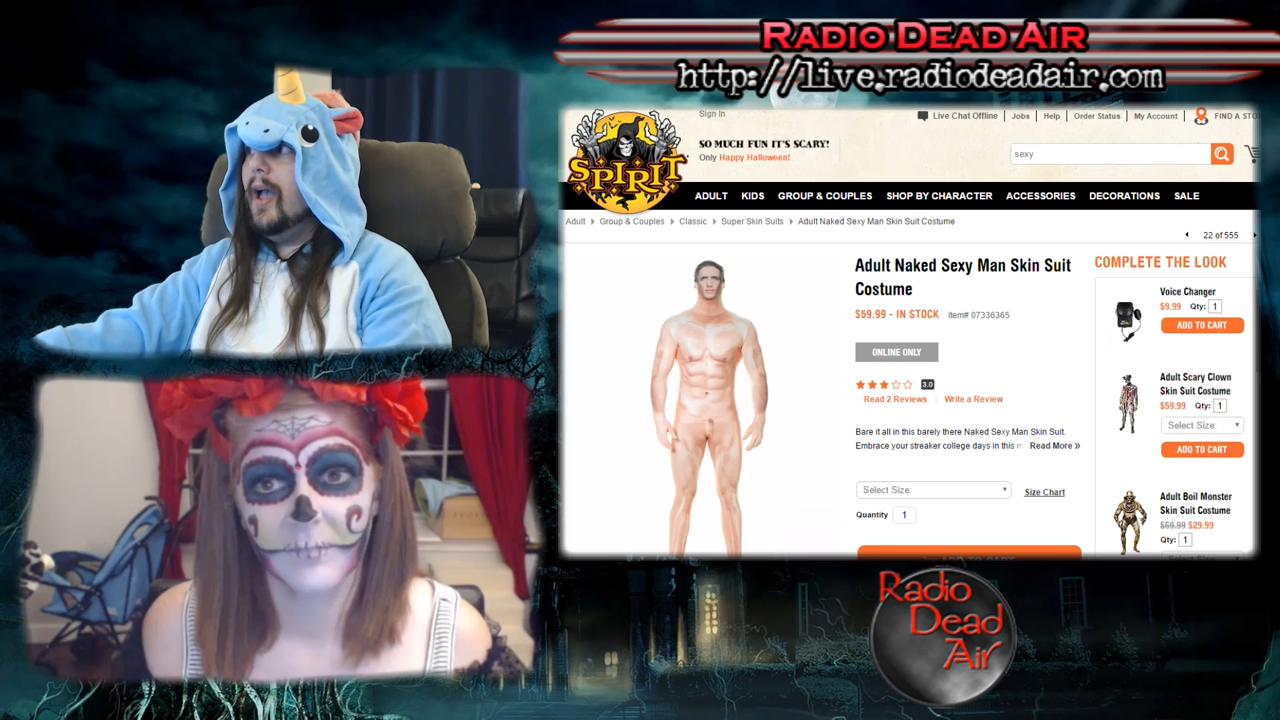 RADIO DEAD AIR
http://live.radiodeadair.com
Sign In
Live Chat Offline
Jobs
Help
Order Status
My Account
FIND A STO
SPIRIT
SO MUCH FUN IT'S SCARY!
Only Happy Halloween!
sexy
ADULT KIDS GROUP & COUPLES SHOP BY CHARACTER ACCESSORIES DECORATIONS SALE
Adult Group & Couples Classic Super Skin Suits Adult Naked Sexy Man Skin Suit Costume
22 of 555
Adult Naked Sexy Man Skin Suit
Costume
$59.99 - IN STOCK Item# 07336365
ONLINE ONLY
3.0
Read 2 Reviews Write a Review
Bare it all in this barely there Naked Sexy Man Skin Suit.
Embrace your streaker college days in this Read More »
Select Size: Size Chart
Quantity 1
COMPLETE THE LOOK
Voice Changer
$9.99 Qty: 1
ADD TO CART
Adult Scary Clown
Skin Suit Costume
$59.99 Qty: 1
Select Size:
ADD TO CART
Adult Boil Monster
Skin Suit Costume
$59.99 $29.99
Qty: 1
Radio
Dead
Air